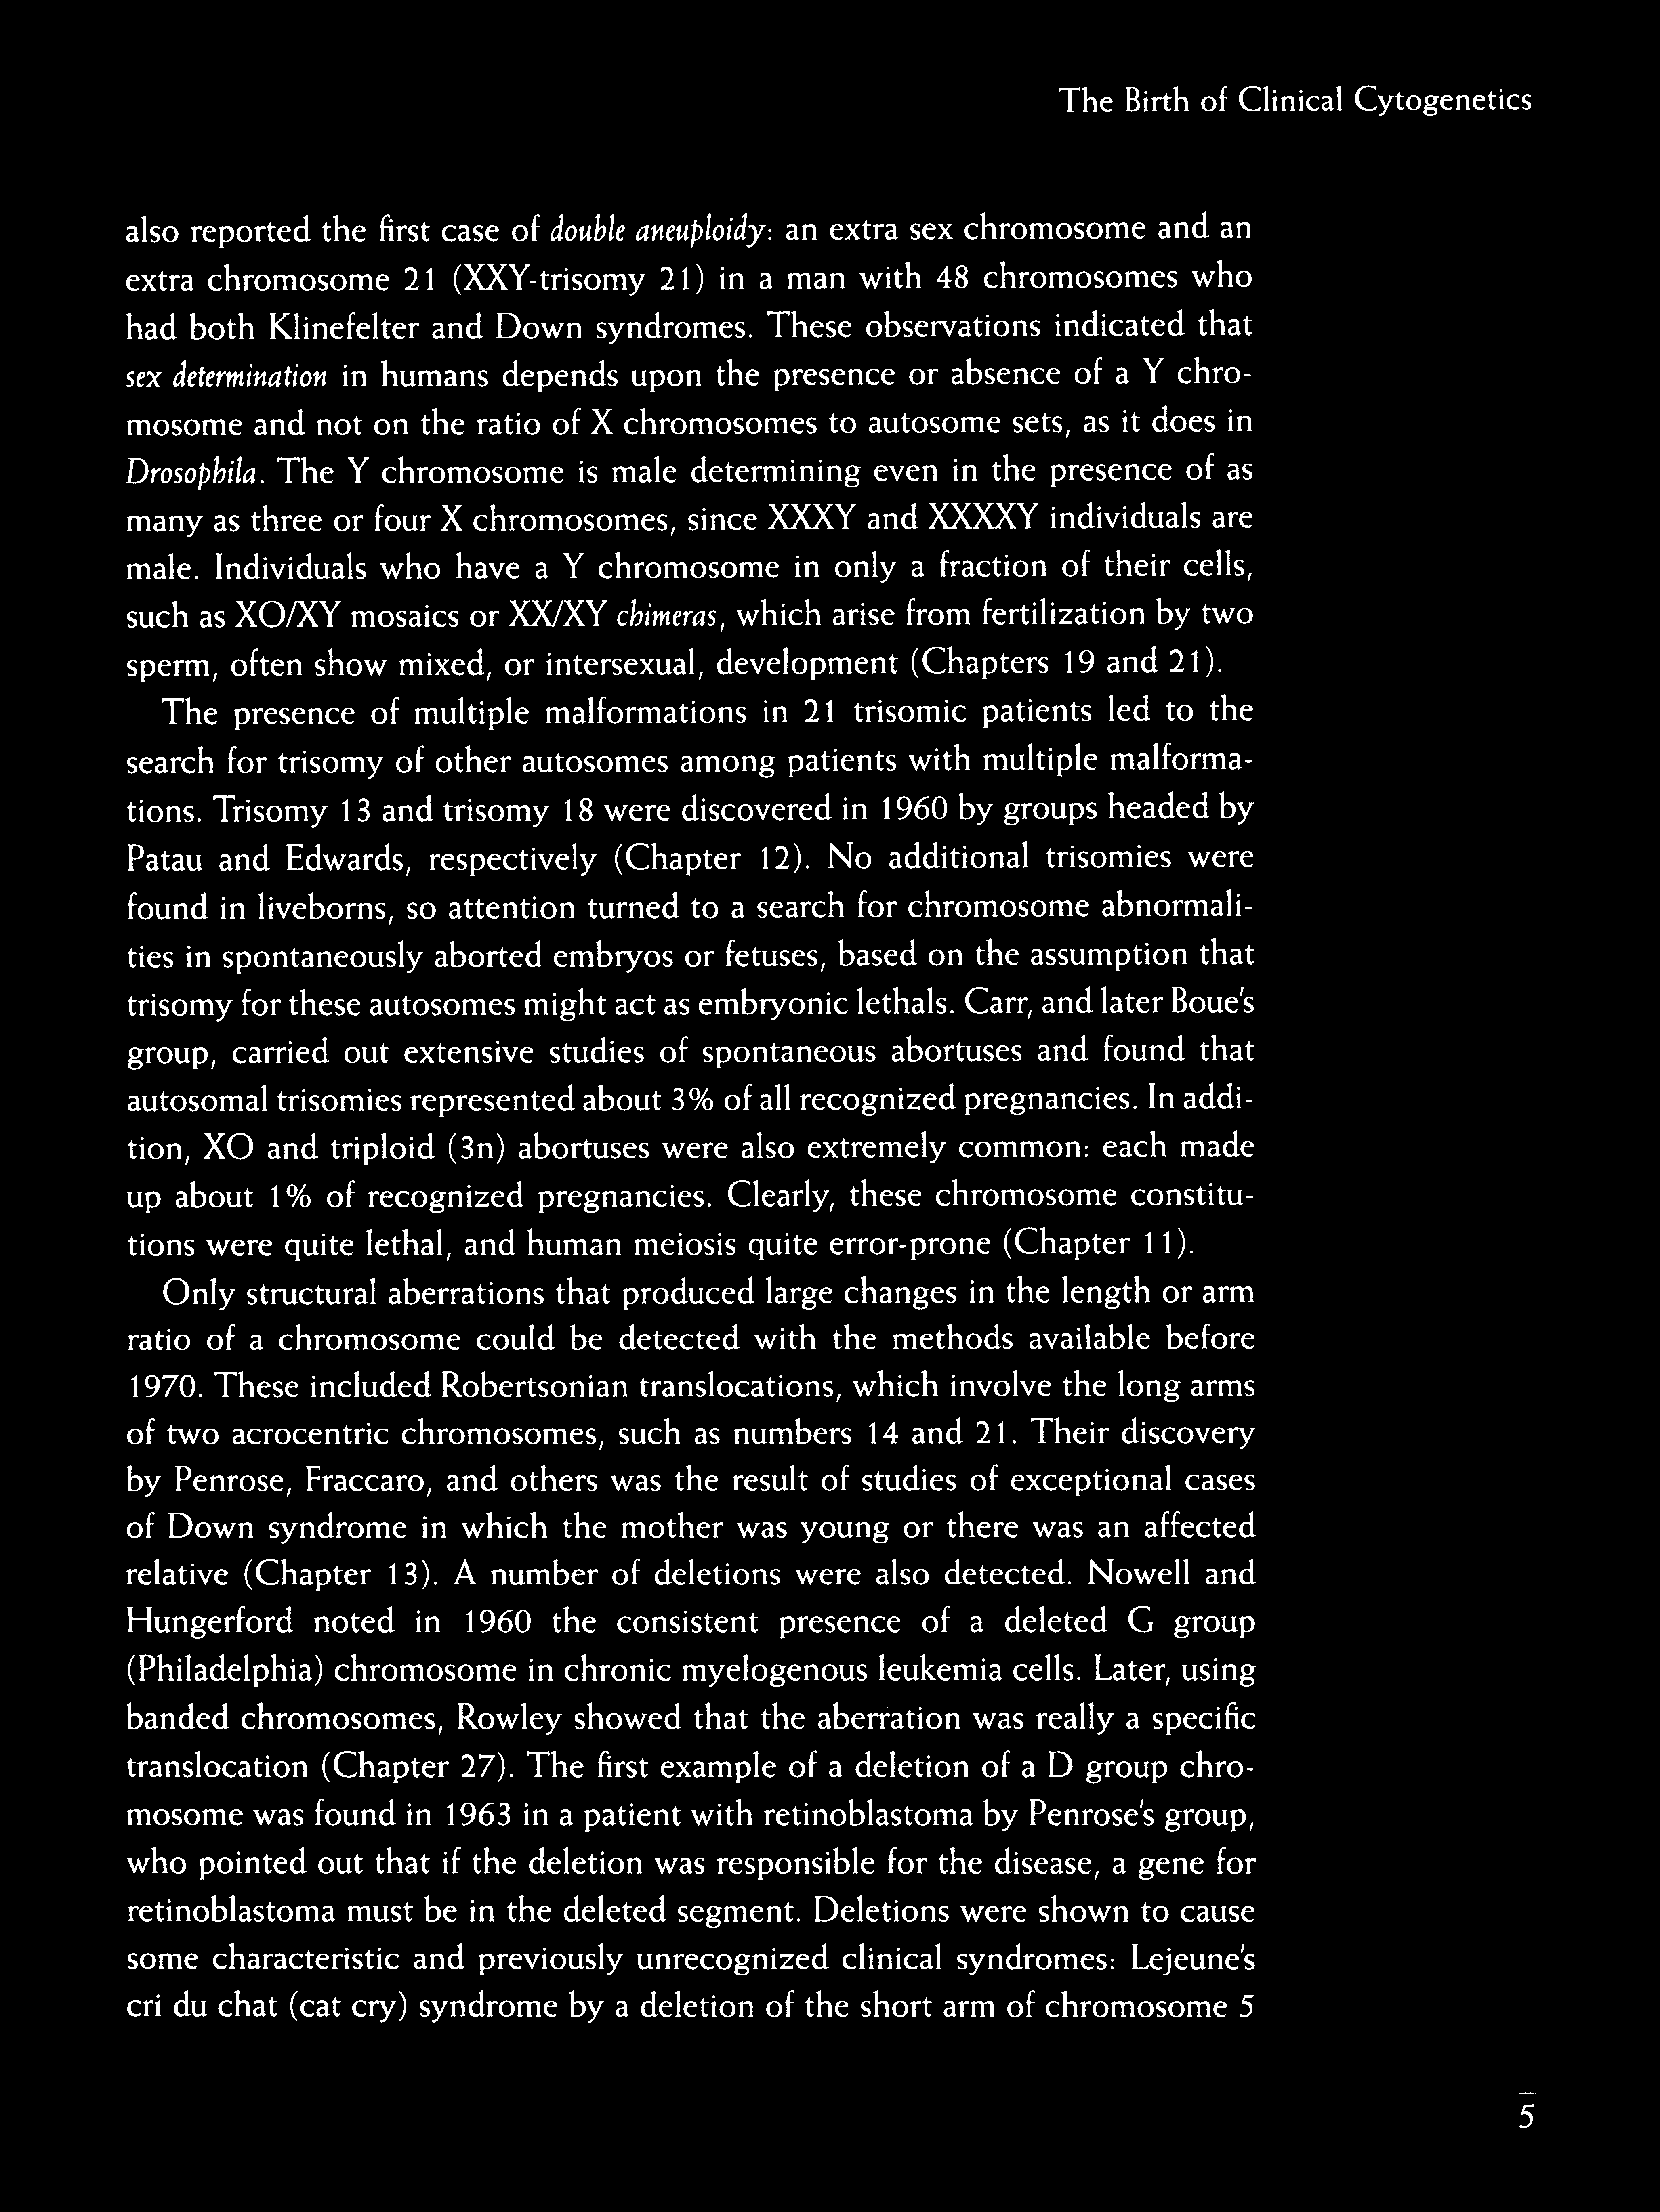 The Birth of Clinical Cytogenetics
also reported the first case of double aneuploidy: an extra sex chromosome and an
extra chromosome 21 (XXY-trisomy 21) in a man with 48 chromosomes who
had both Klinefelter and Down syndromes. These observations indicated that
sex determination in humans depends upon the presence or absence of a Y chro-
mosome and not on the ratio of X chromosomes to autosome sets, as it does in
Drosophila. The Y chromosome is male determining even in the presence of as
many as three or four X chromosomes, since XXXY and XXXXY individuals are
male. Individuals who have a Y chromosome in only a fraction of their cells,
such as XO/XY mosaics or XX/XY chimeras, which arise from fertilization by two
sperm, often show mixed, or intersexual, development (Chapters 19 and 21).
The presence of multiple malformations in 21 trisomic patients led to the
search for trisomy of other autosomes among patients with multiple malforma-
tions. Trisomy 13 and trisomy 18 were discovered in 1960 by groups headed by
Patau and Edwards, respectively (Chapter 12). No additional trisomies were
found in liveborns, so attention turned to a search for chromosome abnormali-
ties in spontaneously aborted embryos or fetuses, based on the assumption that
trisomy for these autosomes might act as embryonic lethals. Carr, and later Boue's
group, carried out extensive studies of spontaneous abortuses and found that
autosomal trisomies represented about 3% of all recognized pregnancies. In addi-
tion, XO and triploid (3n) abortuses were also extremely common: each made
up about 1% of recognized pregnancies. Clearly, these chromosome constitu-
tions were quite lethal, and human meiosis quite error-prone (Chapter 11).
Only structural aberrations that produced large changes in the length or arm
ratio of a chromosome could be detected with the methods available before
1970. These included Robertsonian translocations, which involve the long arms
of two acrocentric chromosomes, such as numbers 14 and 21. Their discovery
by Penrose, Fraccaro, and others was the result of studies of exceptional cases
of Down syndrome in which the mother was young or there was an affected
relative (Chapter 13). A number of deletions were also detected. Nowell and
Hungerford noted in 1960 the consistent presence of a deleted G group
(Philadelphia) chromosome in chronic myelogenous leukemia cells. Later, using
banded chromosomes, Rowley showed that the aberration was really a specific
translocation (Chapter 27). The first example of a deletion of a D group chro-
mosome was found in 1963 in a patient with retinoblastoma by Penrose's group,
who pointed out that if the deletion was responsible for the disease, a gene for
retinoblastoma must be in the deleted segment. Deletions were shown to cause
some characteristic and previously unrecognized clinical syndromes: Lejeune's
cri du chat (cat cry) syndrome by a deletion of the short arm of chromosome 5
5